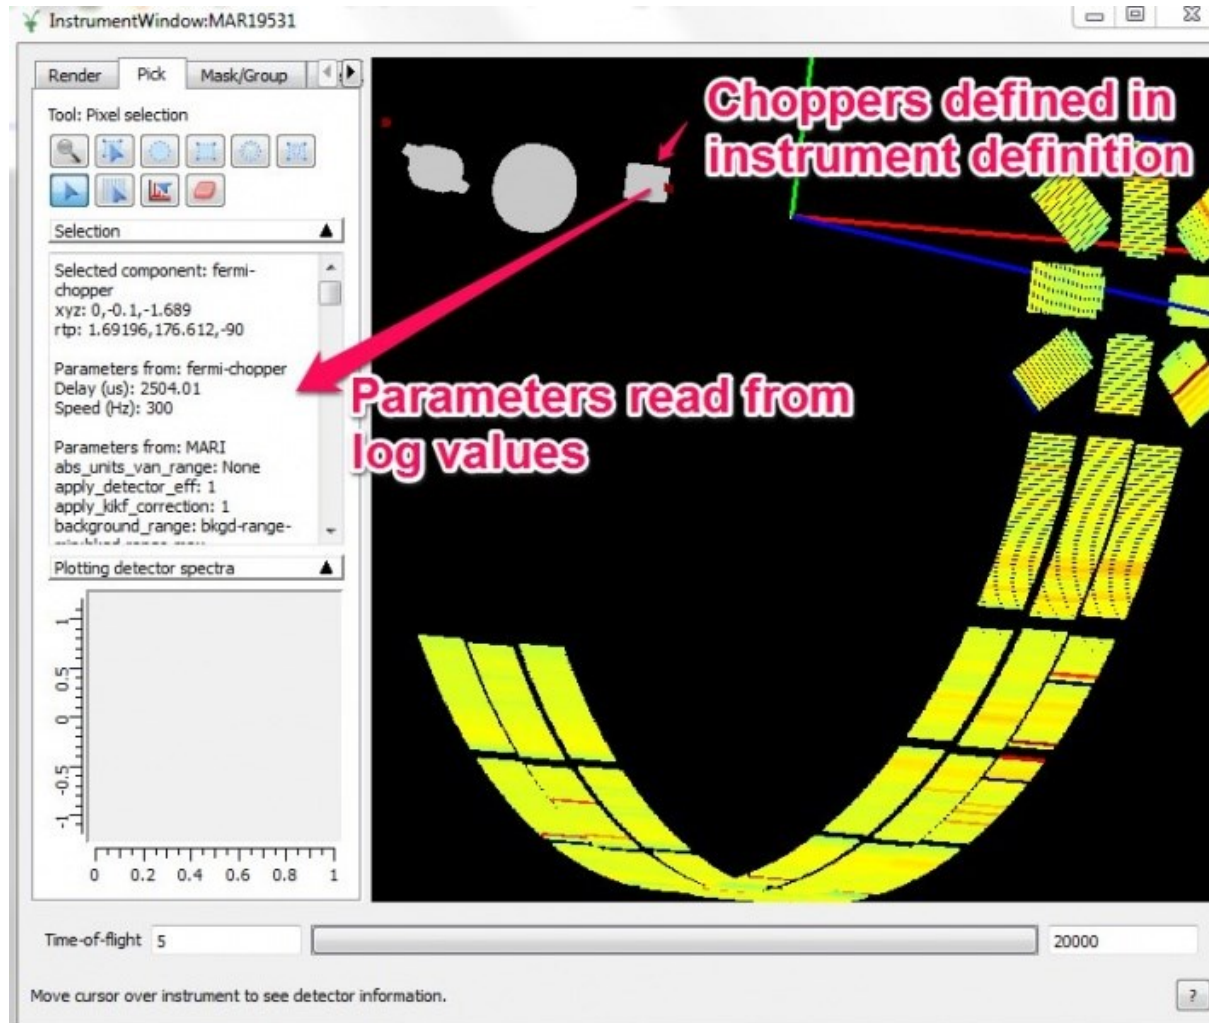 InstrumentWindow:MAR19531
Render Pick Mask/Group
Tool: Pixel selection
Selection
Selected component: fermi-
chopper
xyz: 0,-0.1,-1.689
rtp: 1.69196,176.612,-90
Parameters from: fermi-chopper
Delay (us): 2504.01
Speed (Hz): 300
Parameters from: MARI
abs_units_van_range: None
apply_detector_eff: 1
apply_kikf_correction: 1
background_range: bkgd-range-
Plotting detector spectra
1
0.5
0
-0.5
-1
0 0.2 0.4 0.6 0.8 1
Choppers defined in
instrument definition
Parameters read from
log values
Time-of-flight 5 20000
Move cursor over instrument to see detector information.
?